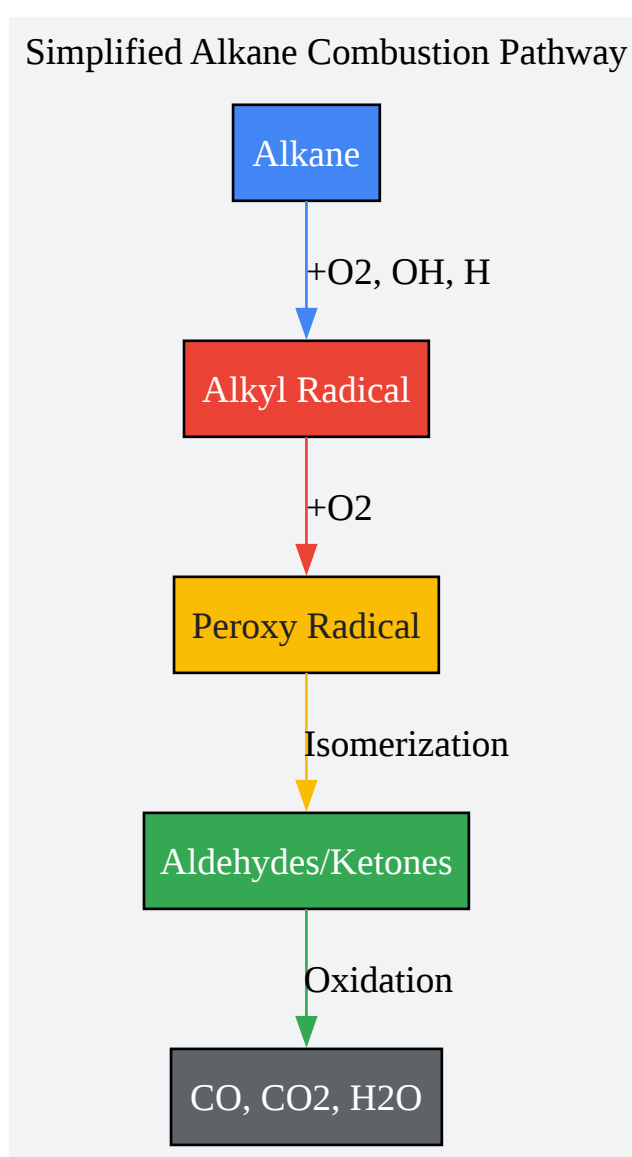 Simplified Alkane Combustion Pathway
Alkane
+O2, OH, H
Alkyl Radical
+O2
Peroxy Radical
Isomerization
Aldehydes/Ketones
Oxidation
CO, CO2, H2O